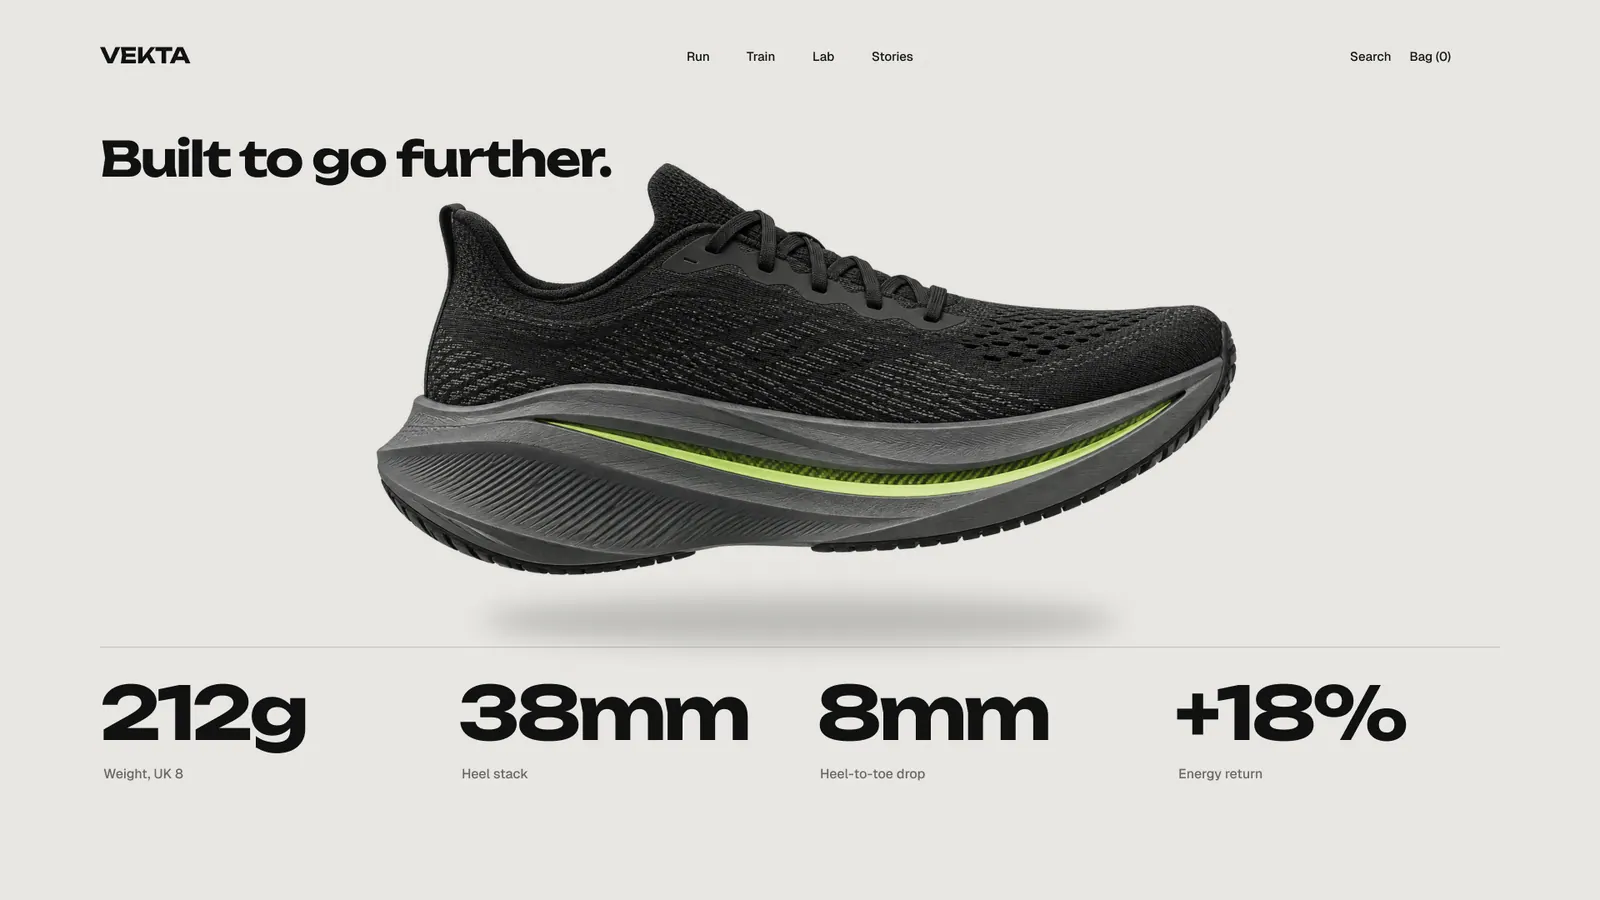 VEKTA
Run Train Lab Stories
Search Bag (0)
Built to go further.
212g
Weight, UK 8
38mm
Heel stack
8mm
Heel-to-toe drop
+18%
Energy return